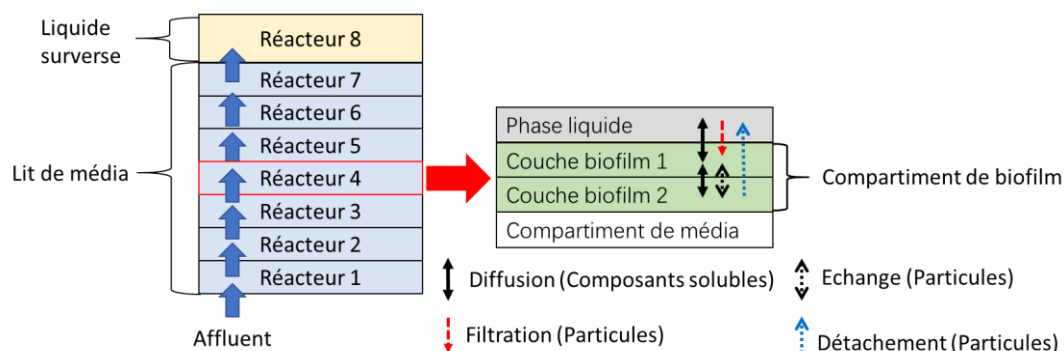 Liquide
surverse
Réacteur 8
Réacteur 7
Réacteur 6
Réacteur 5
Lit de média
Réacteur 4
Réacteur 3
Réacteur 2
Réacteur 1
Affluent
Phase liquide
Couche biofilm 1
Couche biofilm 2
Compartiment de média
Compartiment de biofilm
Diffusion (Composants solubles)
Echange (Particules)
Filtration (Particules)
Détachement (Particules)